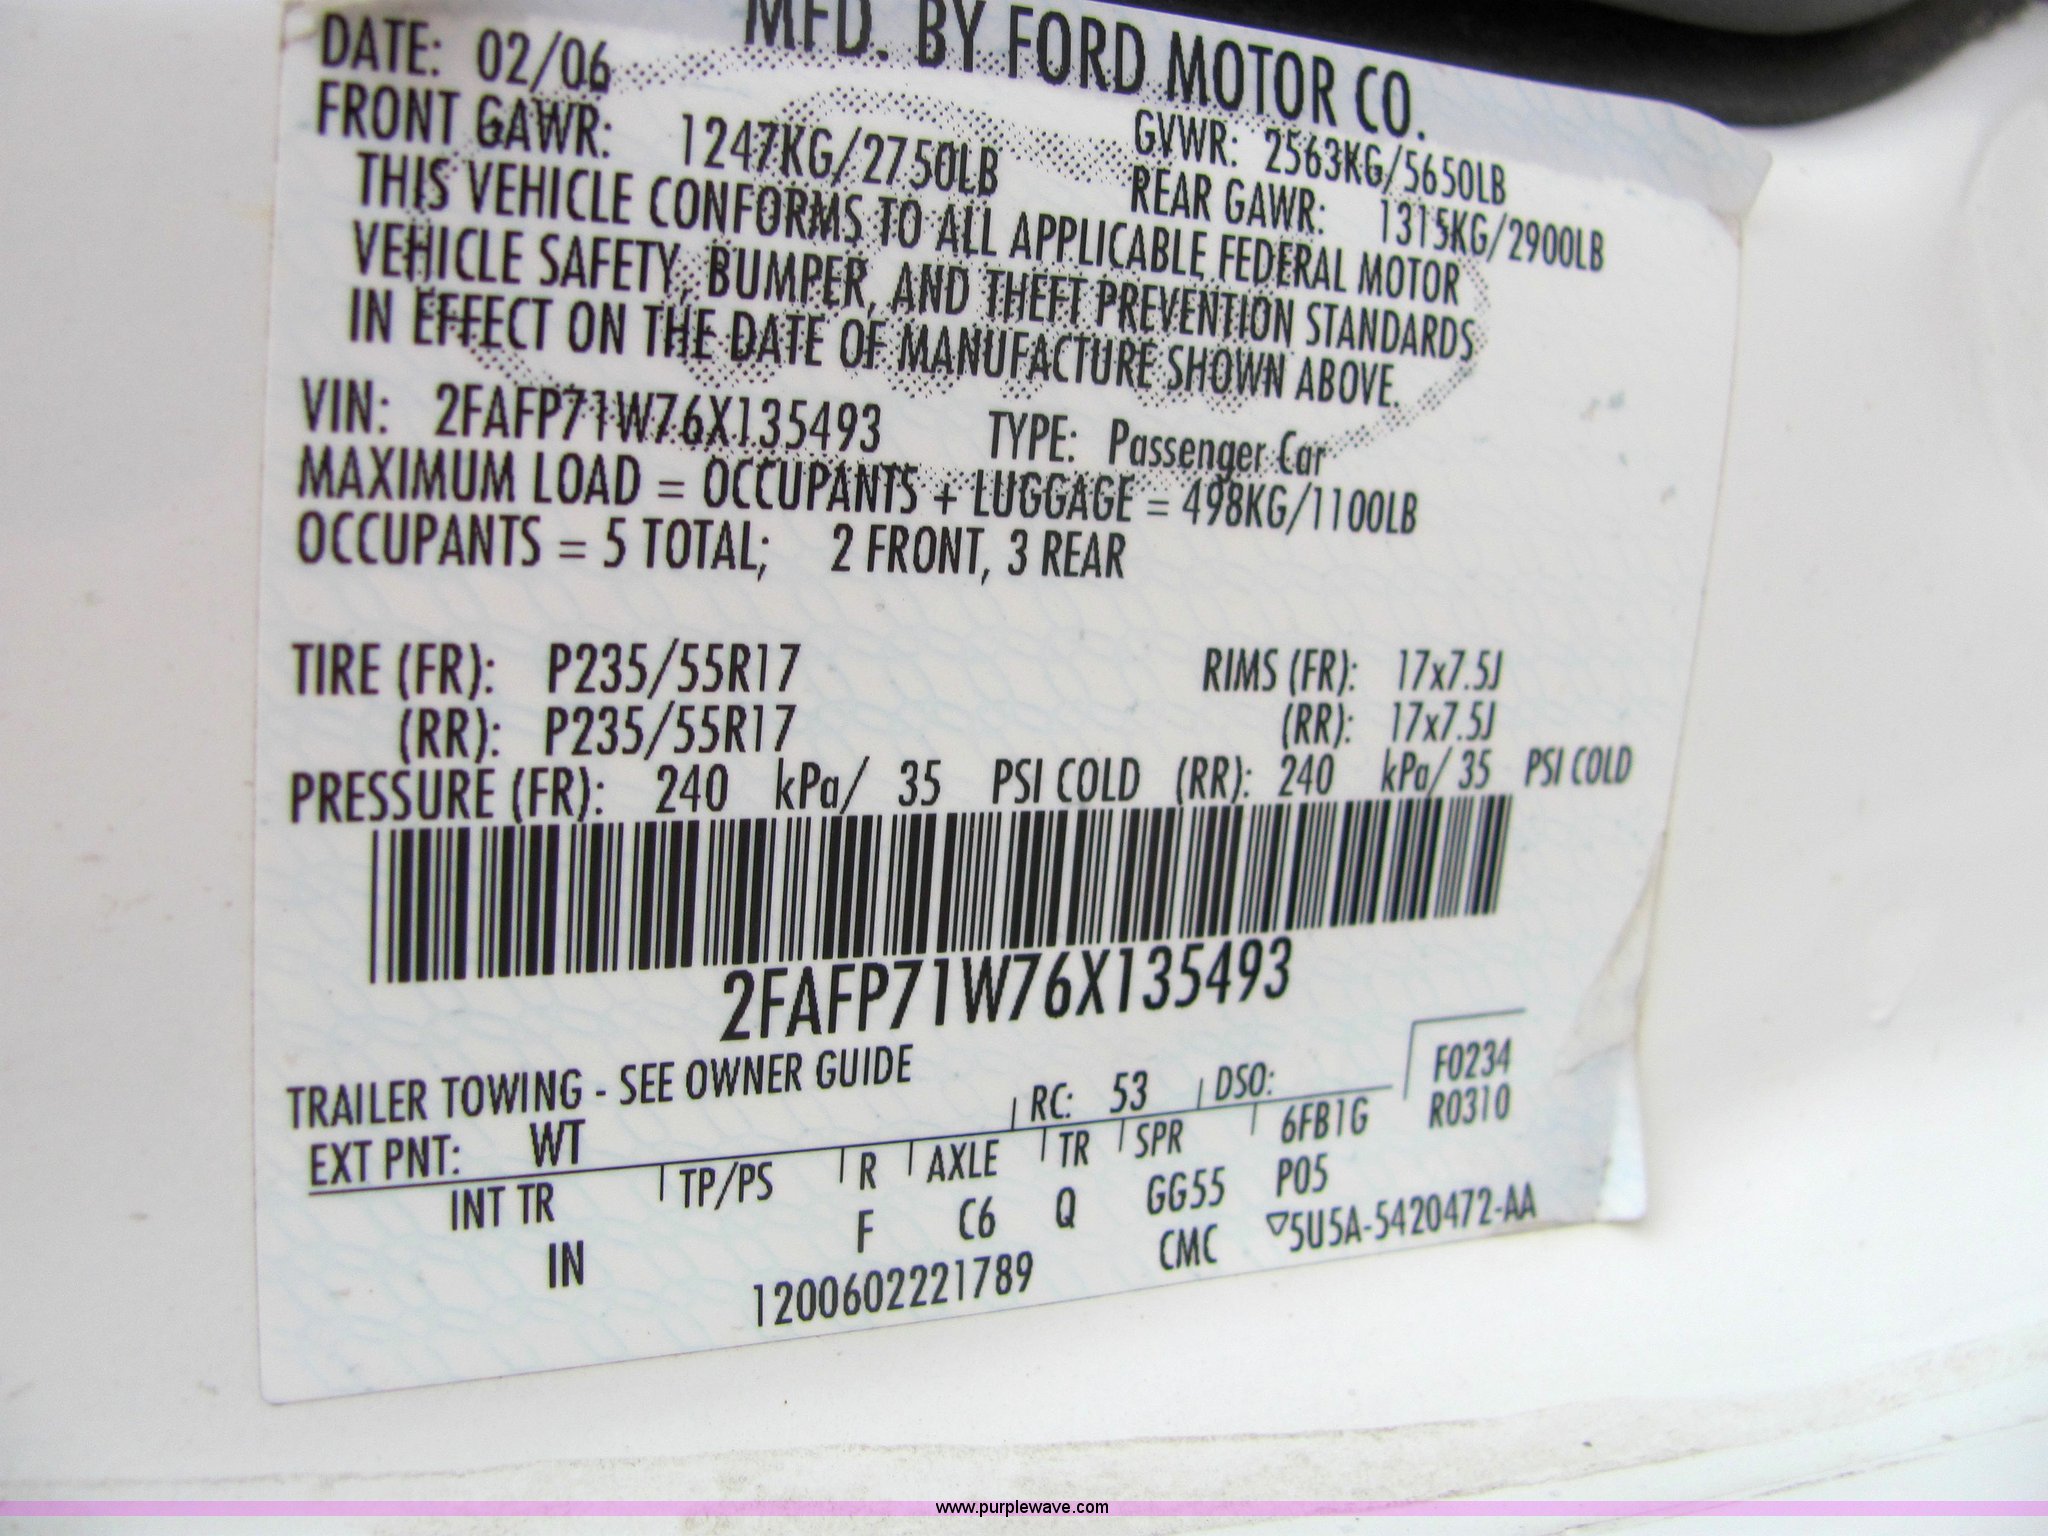 MFD. BY FORD MOTOR CO.
DATE: 02/06 GVWR: 2563KG/5650LB
FRONT GAWR: 1247KG/2750LB REAR GAWR: 1315KG/2900LB
THIS VEHICLE CONFORMS TO ALL APPLICABLE FEDERAL MOTOR
VEHICLE SAFETY, BUMPER, AND THEFT PREVENTION STANDARDS
IN EFFECT ON THE DATE OF MANUFACTURE SHOWN ABOVE.
VIN: 2FAFP71W76X135493 TYPE: Passenger Car
MAXIMUM LOAD = OCCUPANTS + LUGGAGE = 498KG/1100LB
OCCUPANTS = 5 TOTAL; 2 FRONT, 3 REAR
TIRE (FR): P235/55R17 RIMS (FR): 17x7.5J
(RR): P235/55R17 (RR): 17x7.5J
PRESSURE (FR): 240 kPa/ 35 PSI COLD (RR): 240 kPa/ 35 PSI COLD
2FAFP71W76X135493
TRAILER TOWING - SEE OWNER GUIDE F0234
EXT PNT: WT RC: 53 DSO: R0310
INT TR TP/PS R AXLE TR SPR 6FB1G
IN F C6 Q GG55 P05
1200602221789 CMC ▽5U5A-5420472-AA
www.purplewave.com